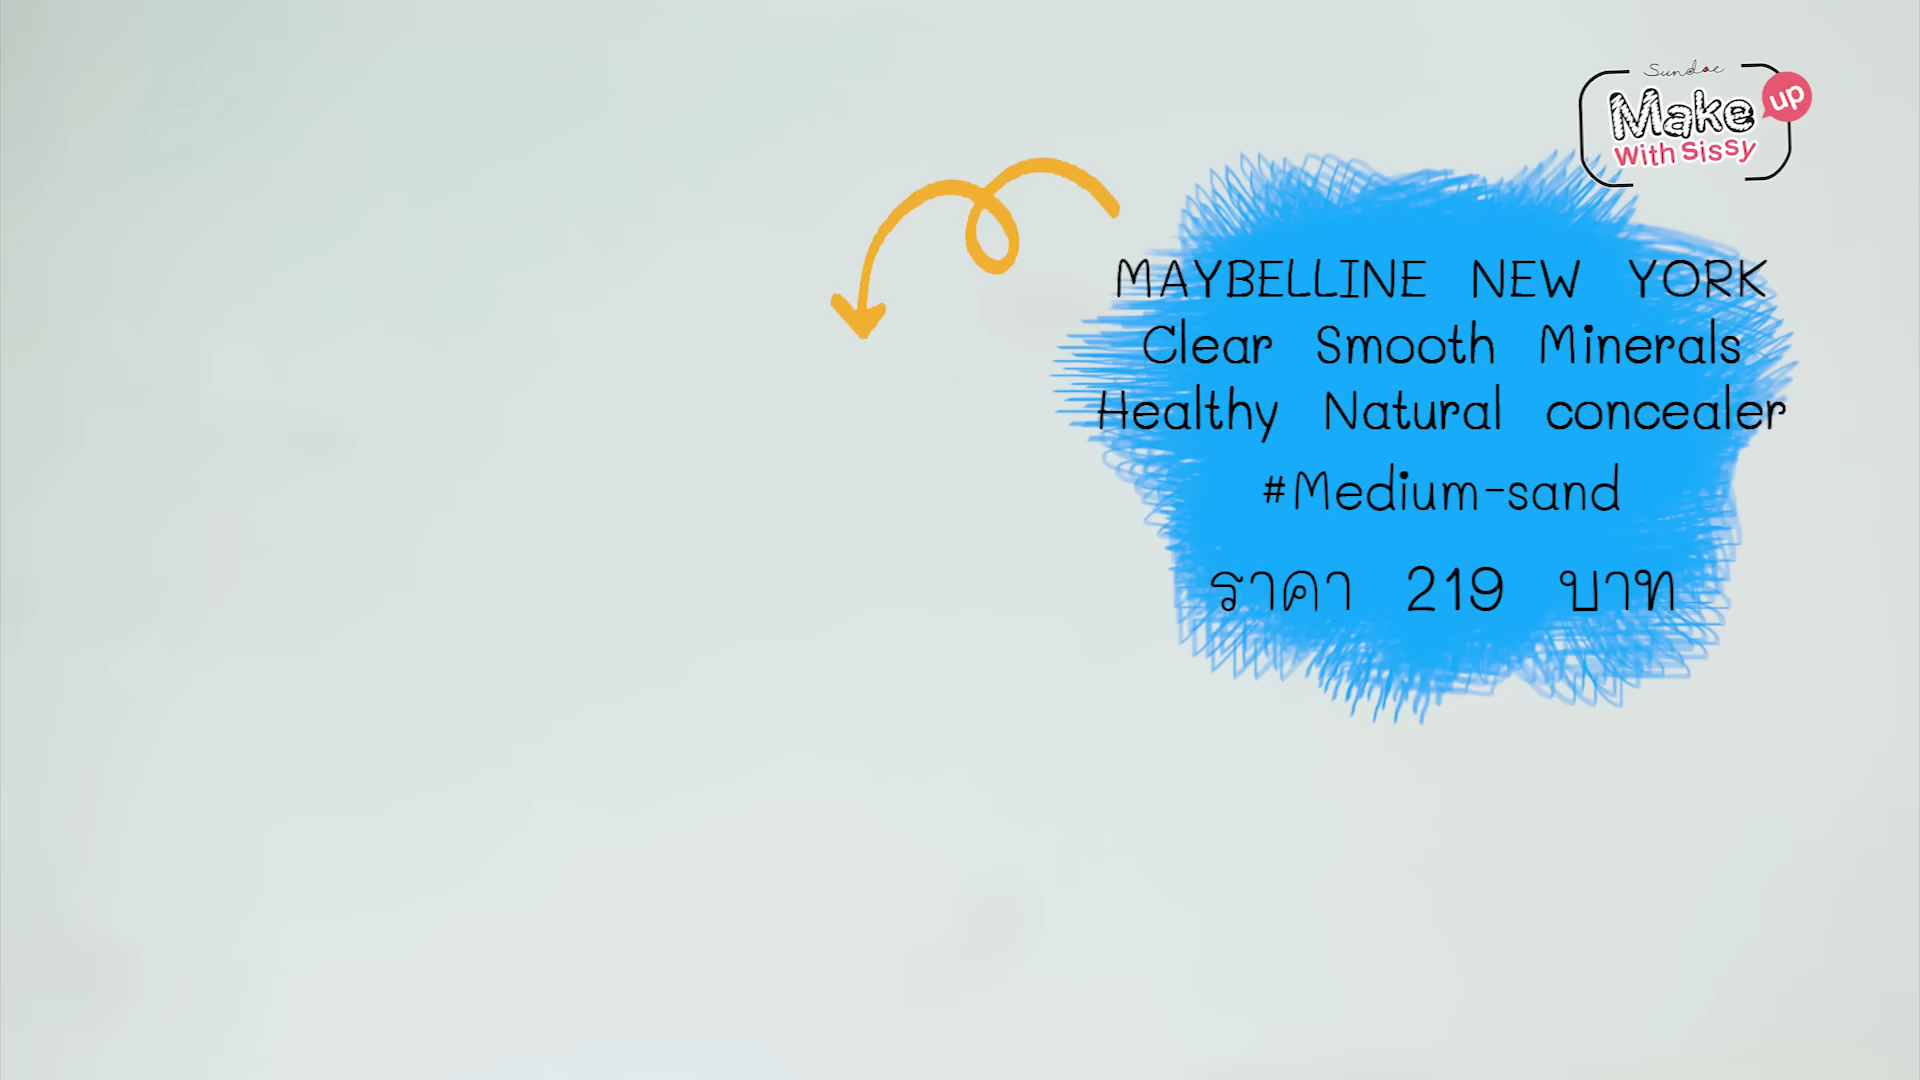 Sundae
Make up
With Sissy
MAYBELLINE NEW YORK
Clear Smooth Minerals
Healthy Natural concealer
#Medium-sand
ราคา 219 บาท